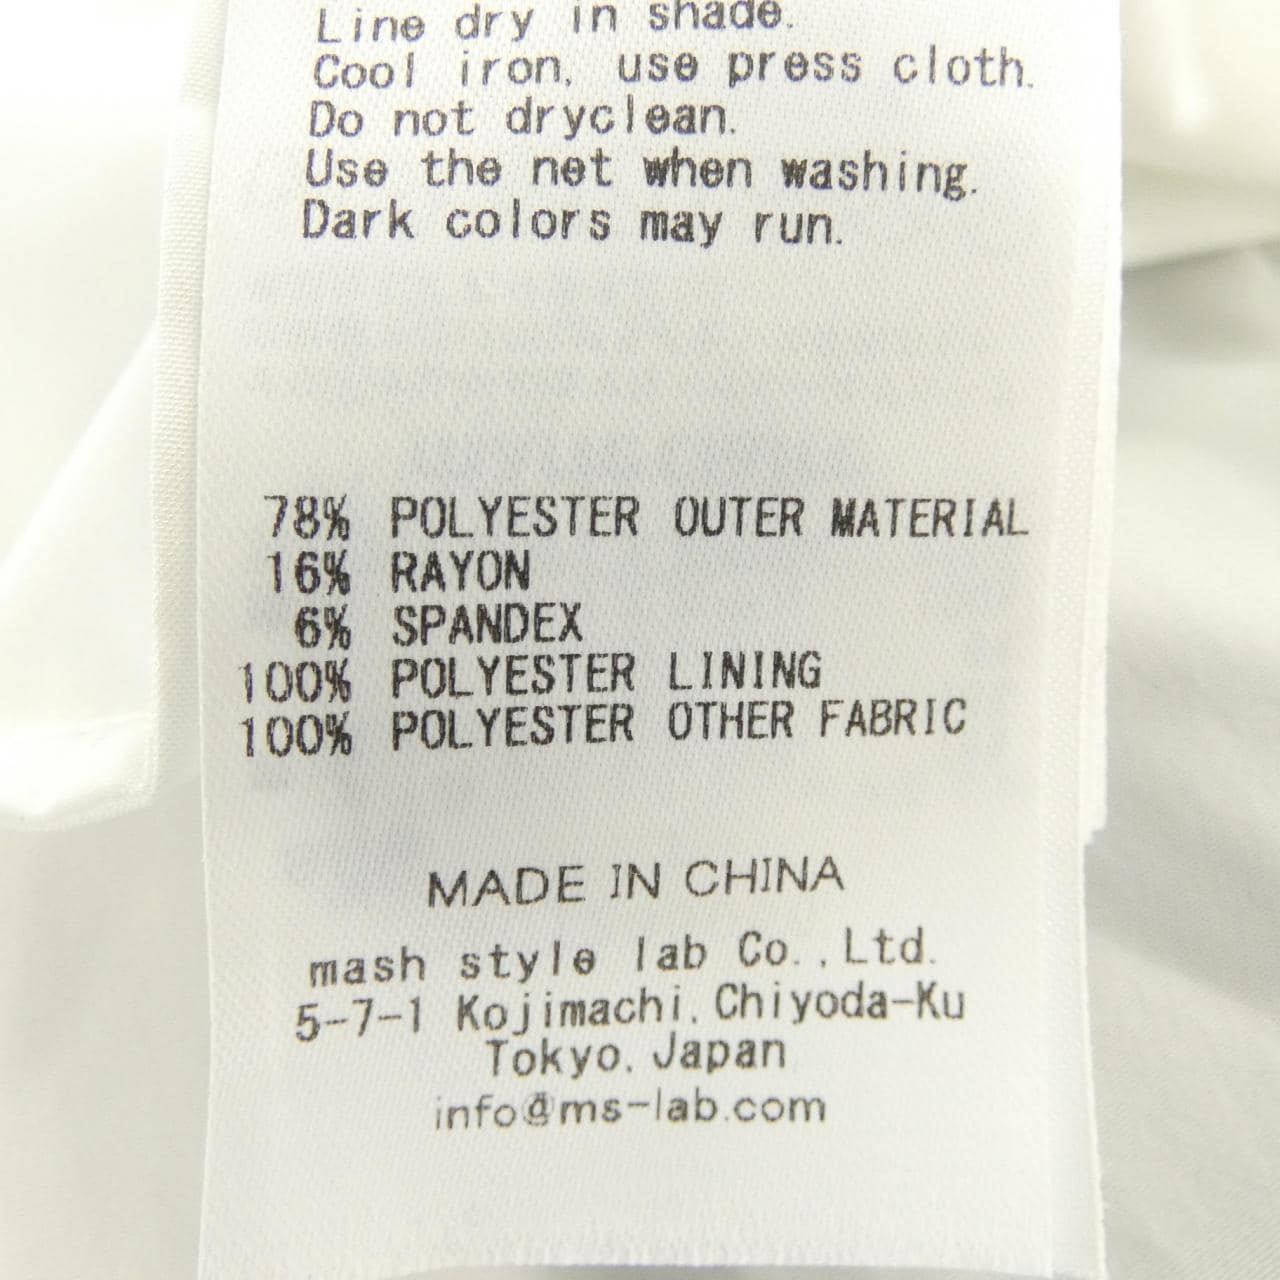 Line dry in shade.
Cool iron, use press cloth.
Do not dryclean.
Use the net when washing.
Dark colors may run.
78% POLYESTER OUTER MATERIAL
16% RAYON
6% SPANDEX
100% POLYESTER LINING
100% POLYESTER OTHER FABRIC
MADE IN CHINA
mash style lab Co.,Ltd.
5-7-1 Kojimachi,Chiyoda-Ku
Tokyo,Japan
info@ms-lab.com